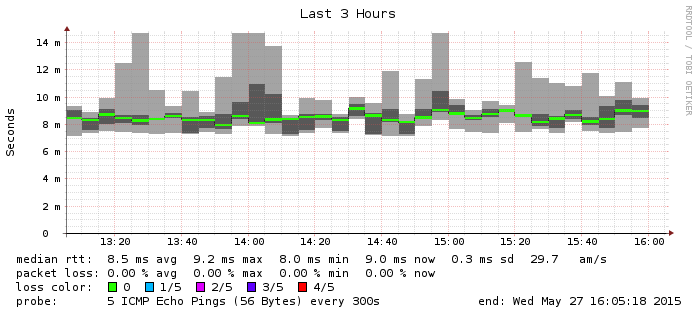 Last 3 Hours
RRDTOOL / TOBI OETIKER
Seconds
14 m
12 m
10 m
8 m
6 m
4 m
2 m
0
13:20 13:40 14:00 14:20 14:40 15:00 15:20 15:40 16:00
median rtt: 8.5 ms avg 9.2 ms max 8.0 ms min 9.0 ms now 0.3 ms sd 29.7 am/s
packet loss: 0.00 % avg 0.00 % max 0.00 % min 0.00 % now
loss color: 0 1/5 2/5 3/5 4/5
probe: 5 ICMP Echo Pings (56 Bytes) every 300s end: Wed May 27 16:05:18 2015